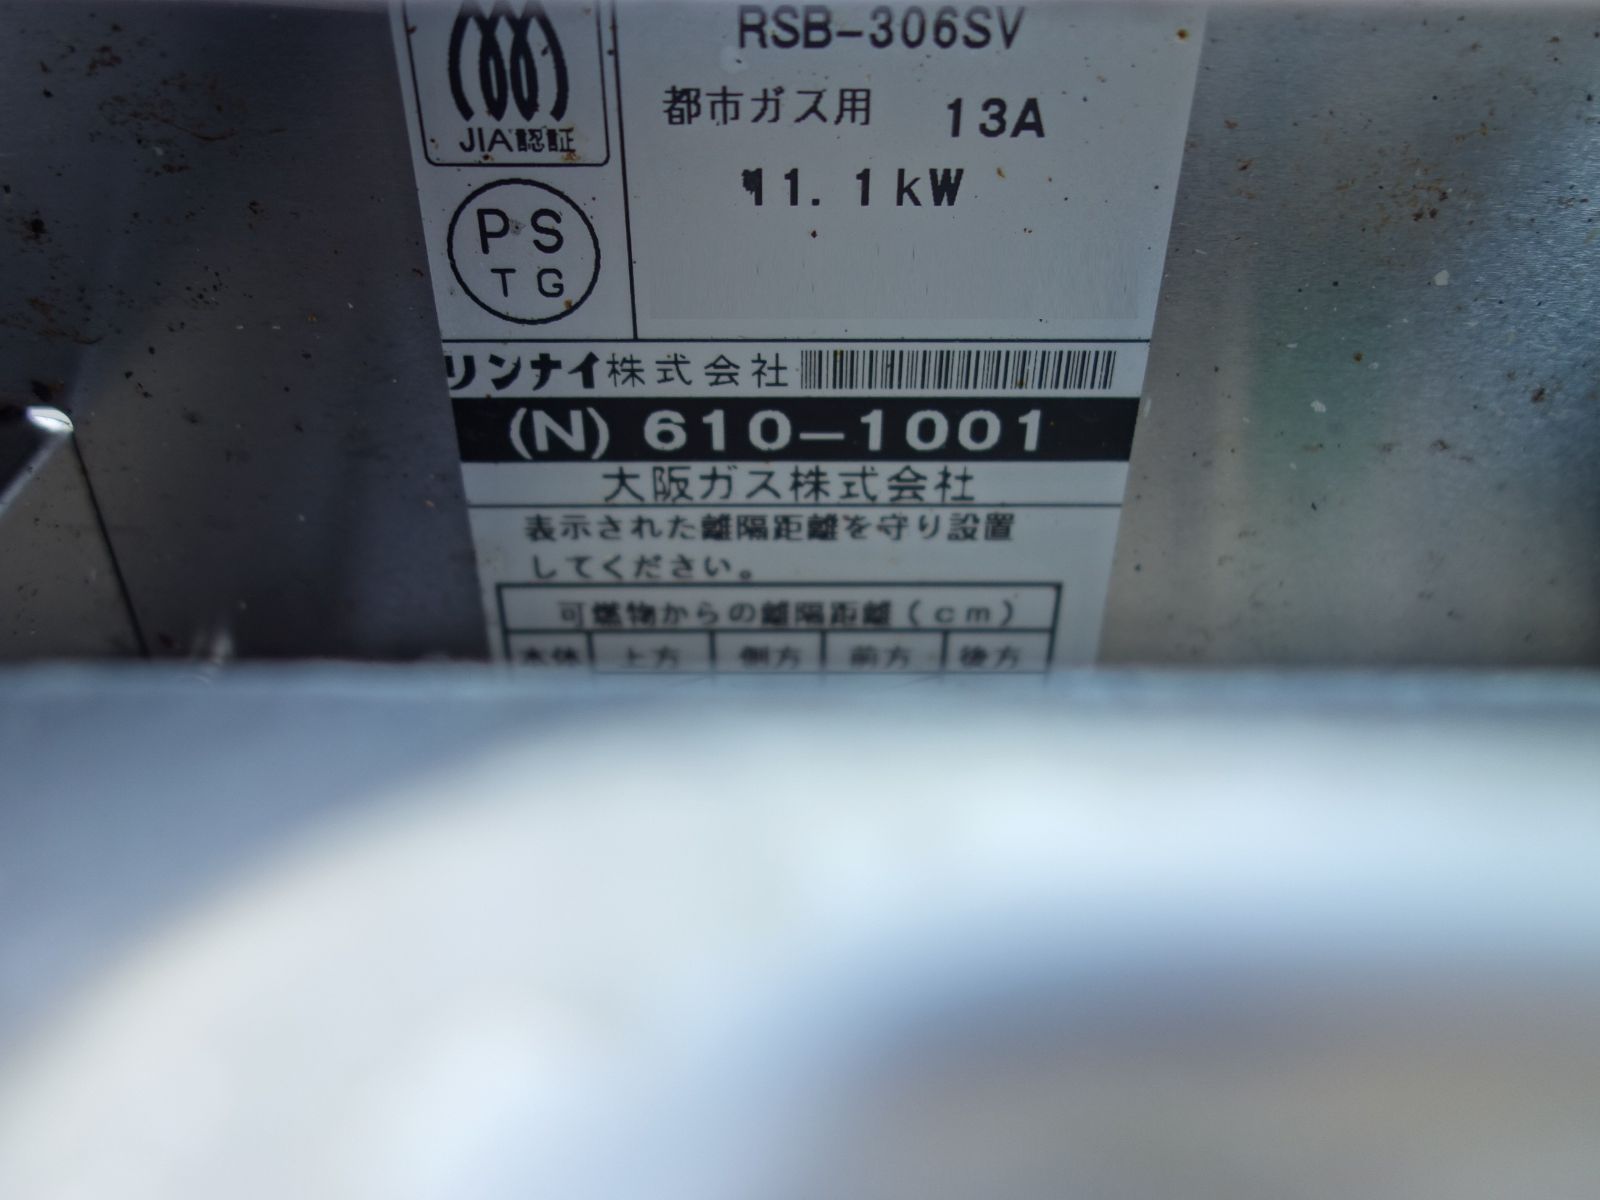 RSB-306SV
都市ガス用 13A
11.1kW
JIA認証
PS
TG
リンナイ株式会社
(N) 610-1001
大阪ガス株式会社
表示された離隔距離を守り設置
してください。
可燃物からの離隔距離(cm)
本体 上方 側方 前方 後方